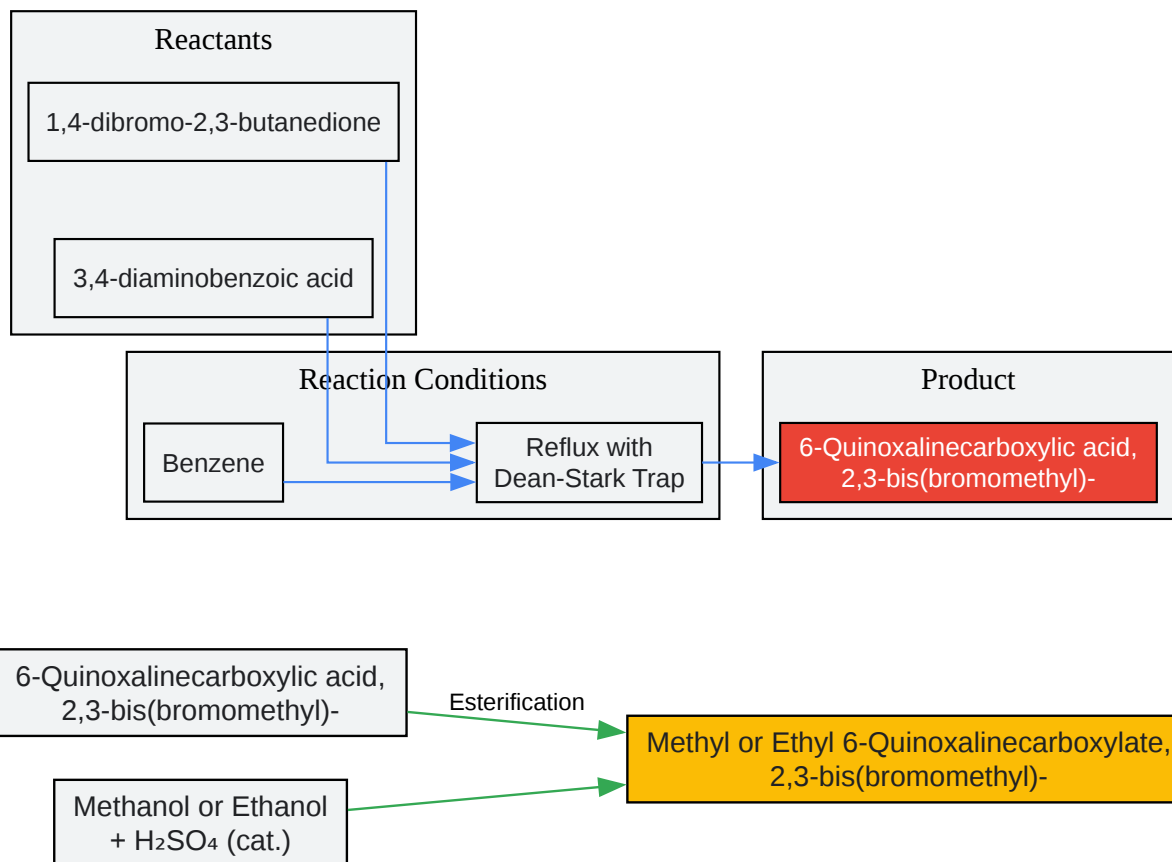 Reactants
1,4-dibromo-2,3-butanedione
3,4-diaminobenzoic acid
Reaction Conditions
Benzene
Reflux with
Dean-Stark Trap
Product
6-Quinoxalinecarboxylic acid,
2,3-bis(bromomethyl)-
6-Quinoxalinecarboxylic acid,
2,3-bis(bromomethyl)-
Esterification
Methanol or Ethanol
+ H₂SO₄ (cat.)
Methyl or Ethyl 6-Quinoxalinecarboxylate,
2,3-bis(bromomethyl)-